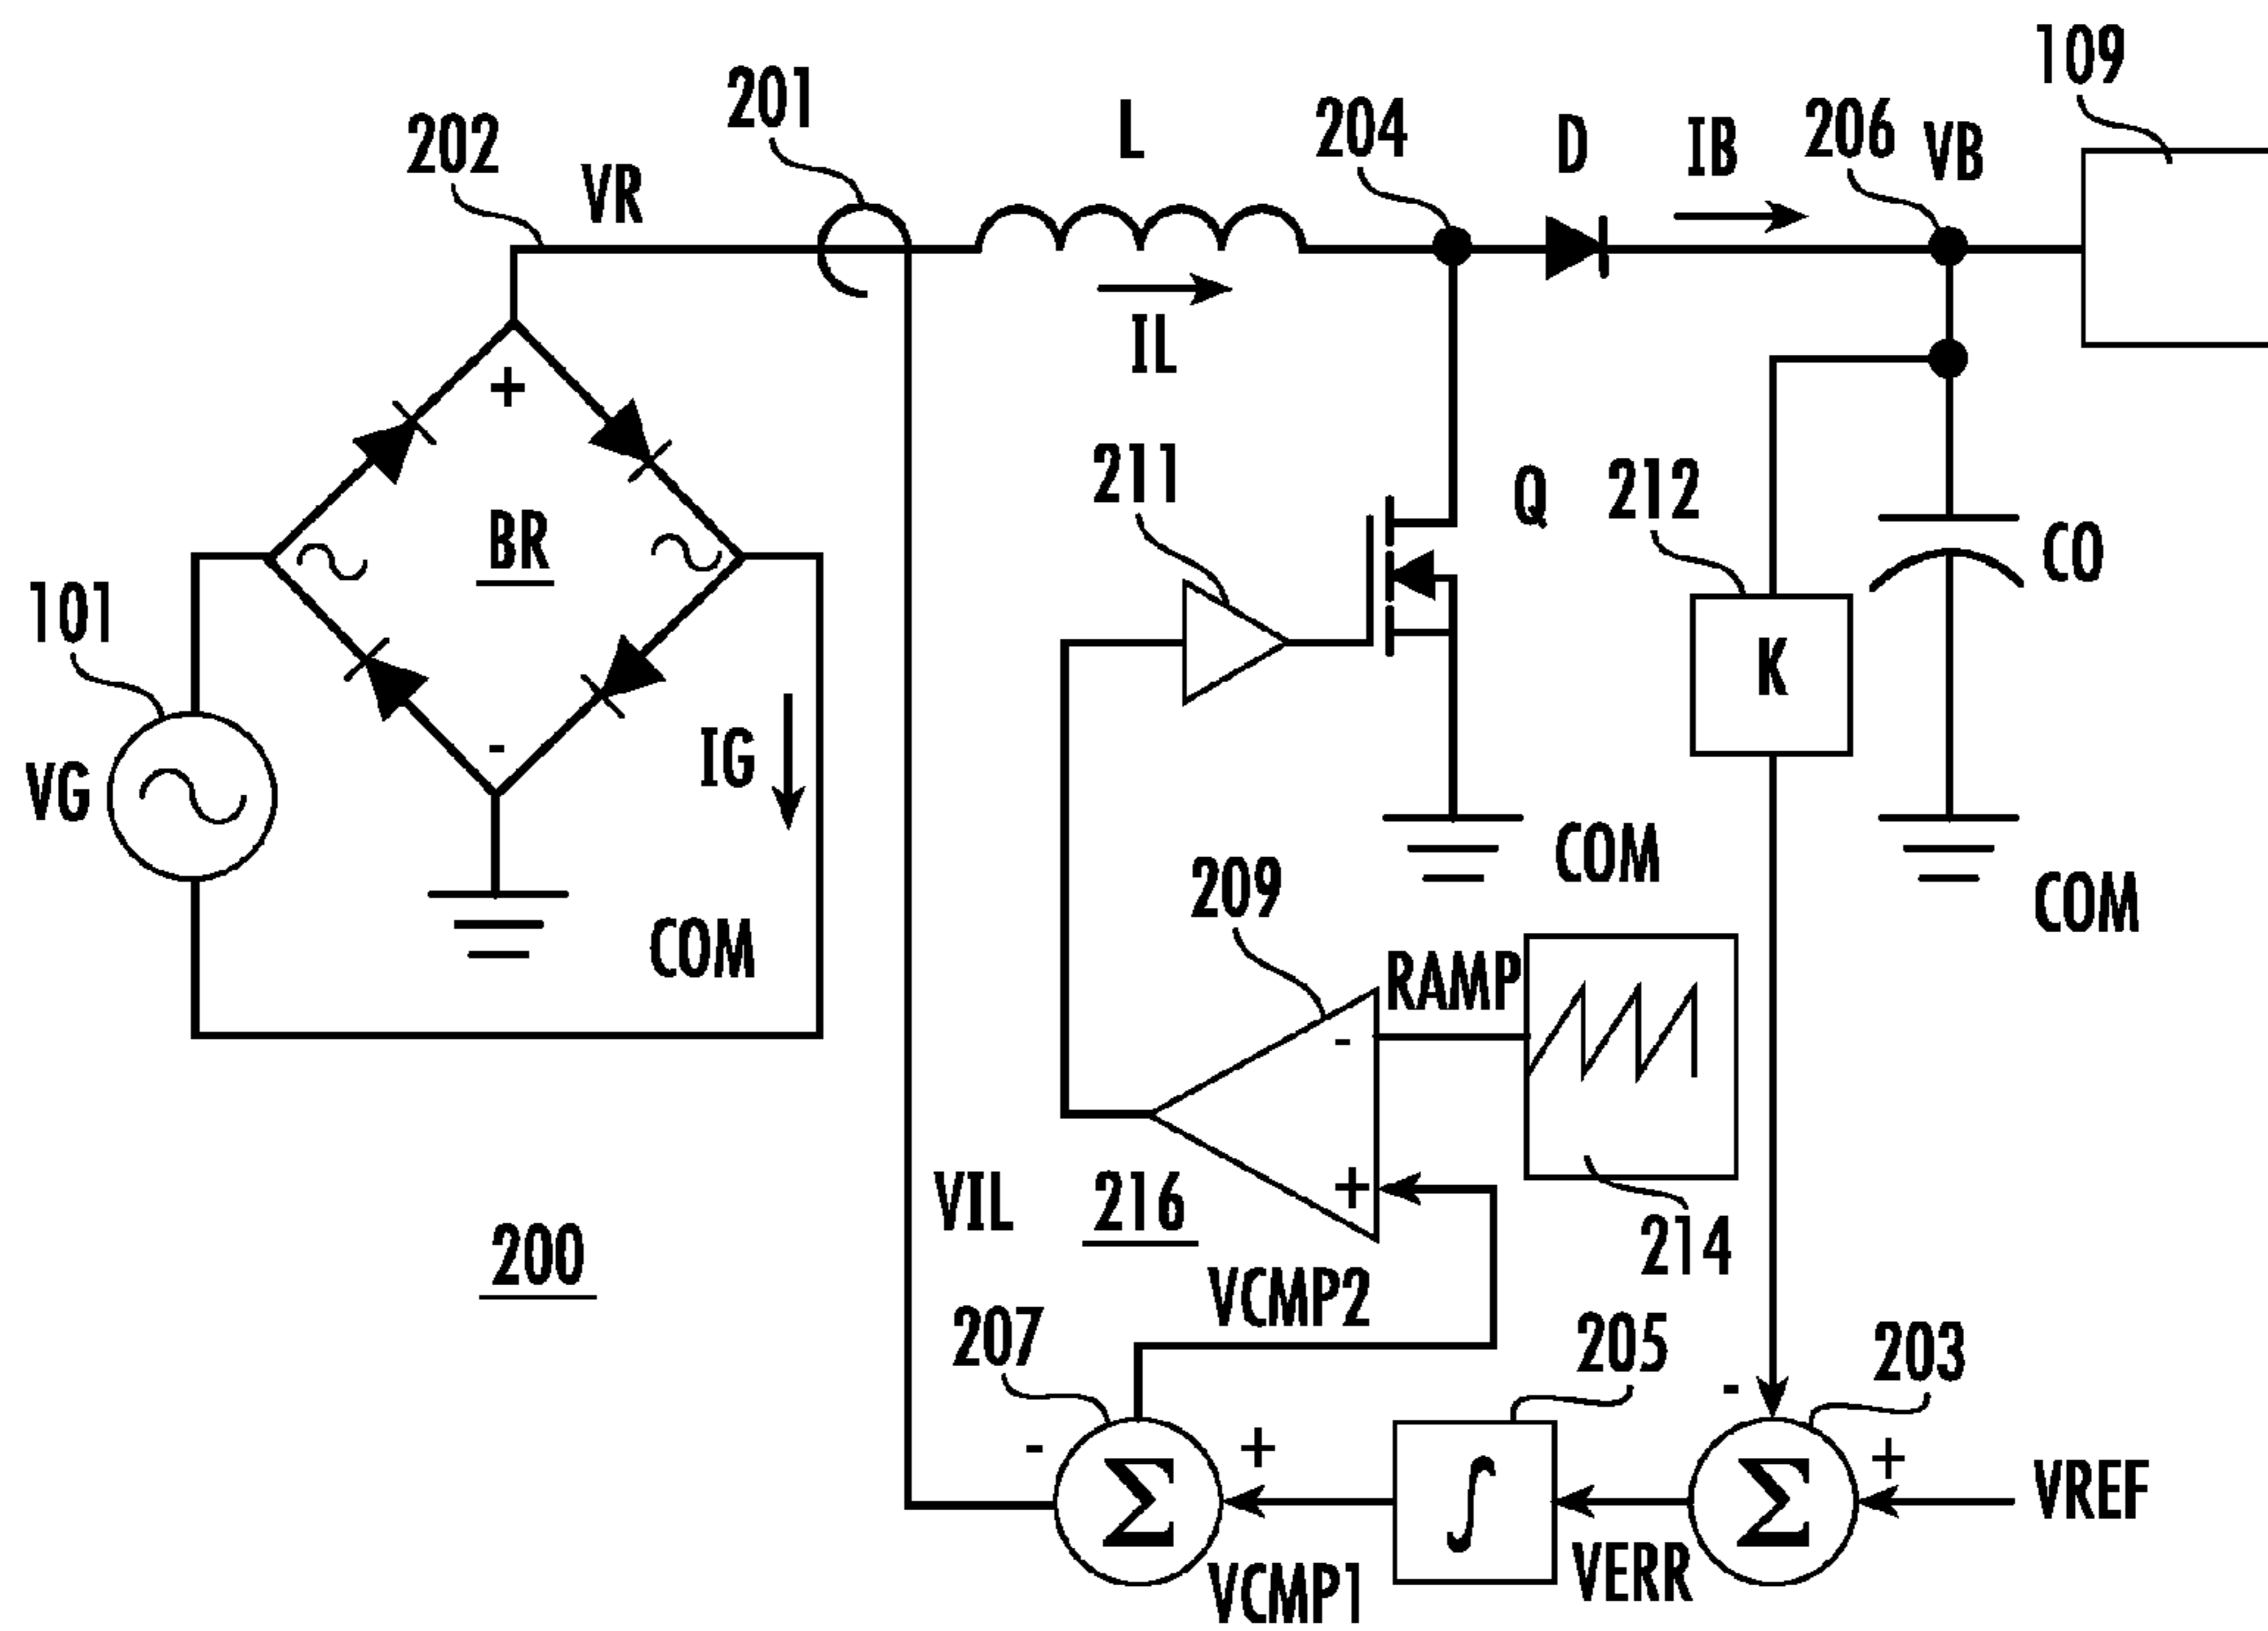 109
201
L
204
D
IB
206
VB
202
VR
IL
+
211
Q
212
CO
BR
101
K
-
IG
VG
COM
COM
COM
209
RAMP
-
+
VIL
216
214
200
VCMP2
207
205
203
-
-
+
+
Σ
∫
Σ
VREF
VCMP1
VERR